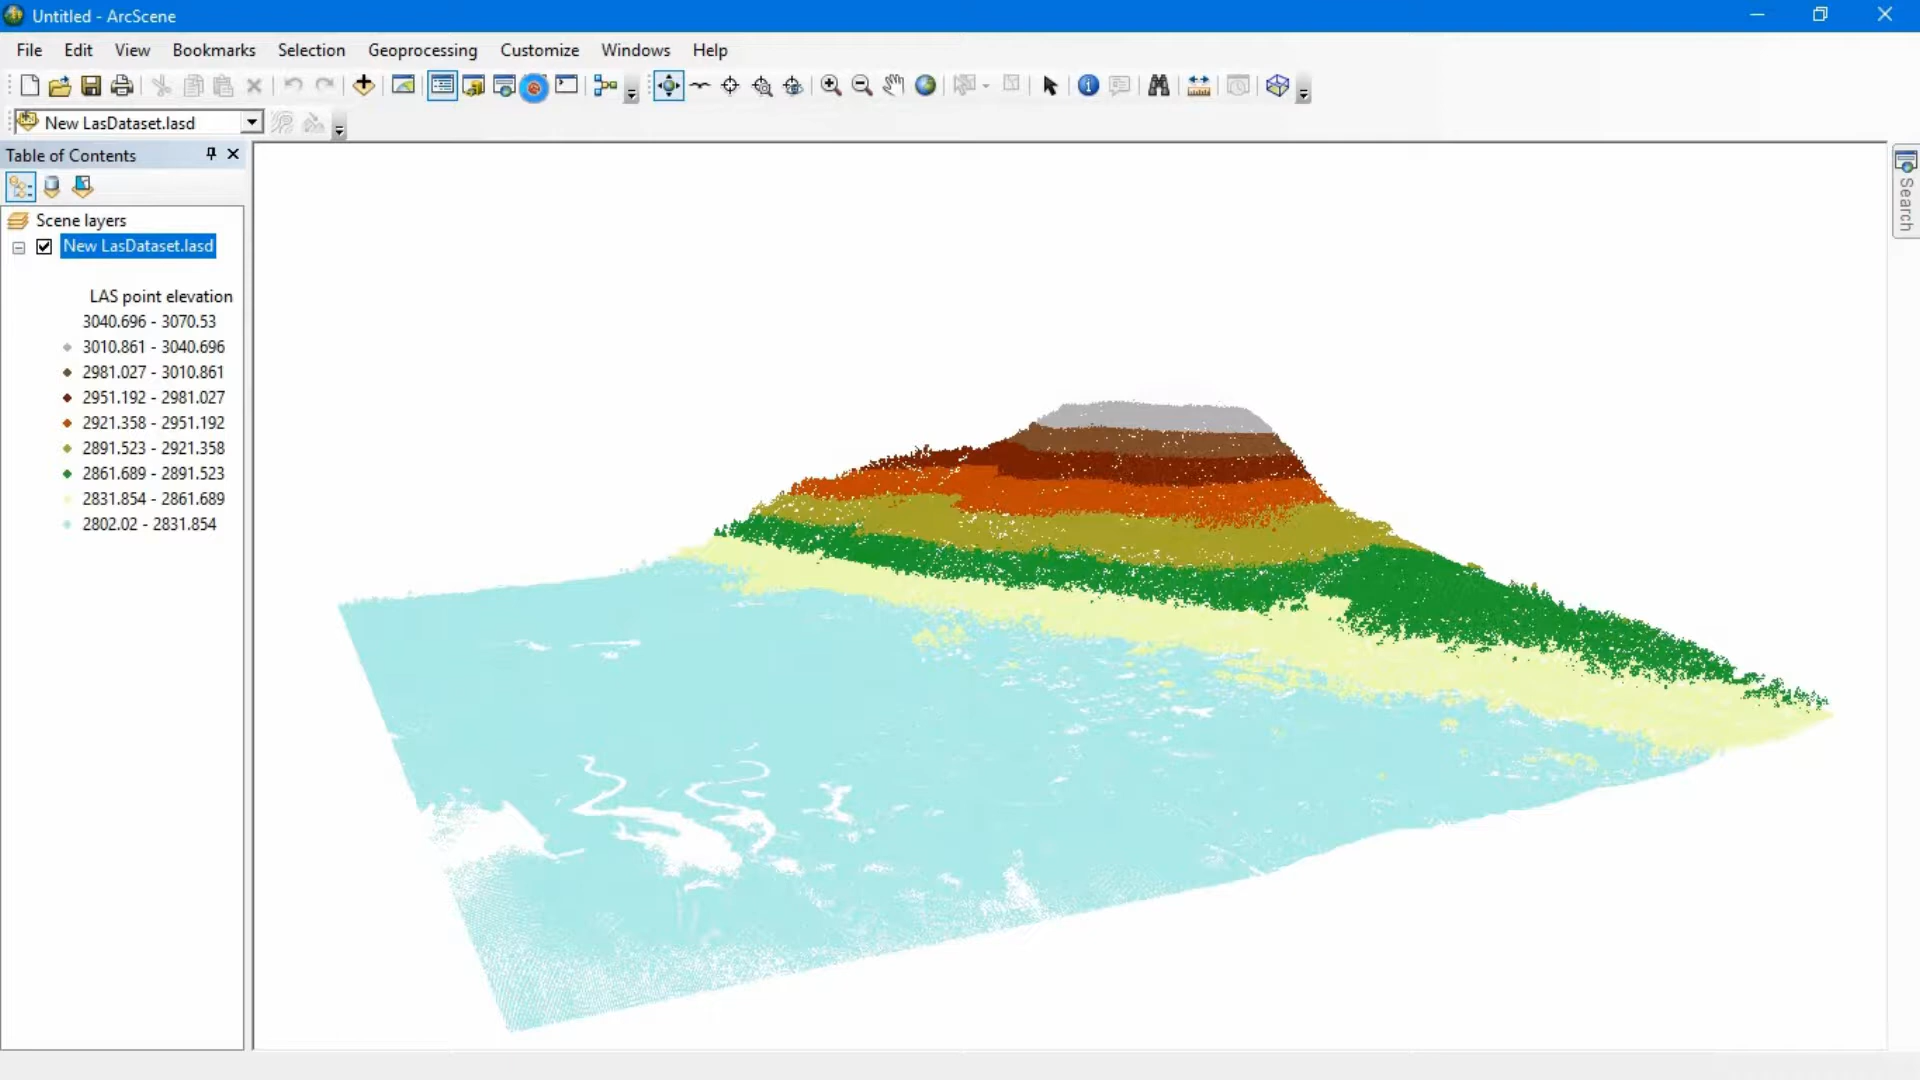 Untitled - ArcScene
File Edit View Bookmarks Selection Geoprocessing Customize Windows Help
New LasDataset.lasd
Table of Contents
Search
Scene layers
New LasDataset.lasd
LAS point elevation
3040.696 - 3070.53
3010.861 - 3040.696
2981.027 - 3010.861
2951.192 - 2981.027
2921.358 - 2951.192
2891.523 - 2921.358
2861.689 - 2891.523
2831.854 - 2861.689
2802.02 - 2831.854